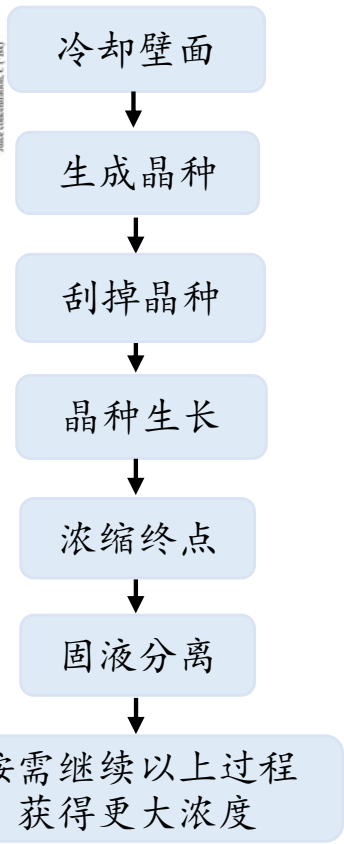 冷却壁面
生成晶种
刮掉晶种
晶种生长
浓缩终点
固液分离
按需继续以上过程
获得更大浓度